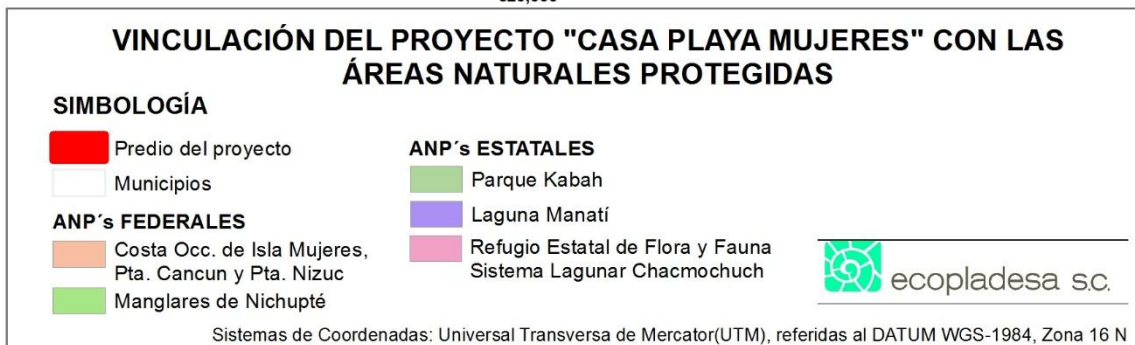 VINCULACIÓN DEL PROYECTO "CASA PLAYA MUJERES" CON LAS
ÁREAS NATURALES PROTEGIDAS
SIMBOLOGÍA
Predio del proyecto
Municipios
ANP´s FEDERALES
Costa Occ. de Isla Mujeres,
Pta. Cancun y Pta. Nizuc
Manglares de Nichupté
ANP´s ESTATALES
Parque Kabah
Laguna Manatí
Refugio Estatal de Flora y Fauna
Sistema Lagunar Chacmochuch
ecopladesa s.c.
Sistemas de Coordenadas: Universal Transversa de Mercator(UTM), referidas al DATUM WGS-1984, Zona 16 N